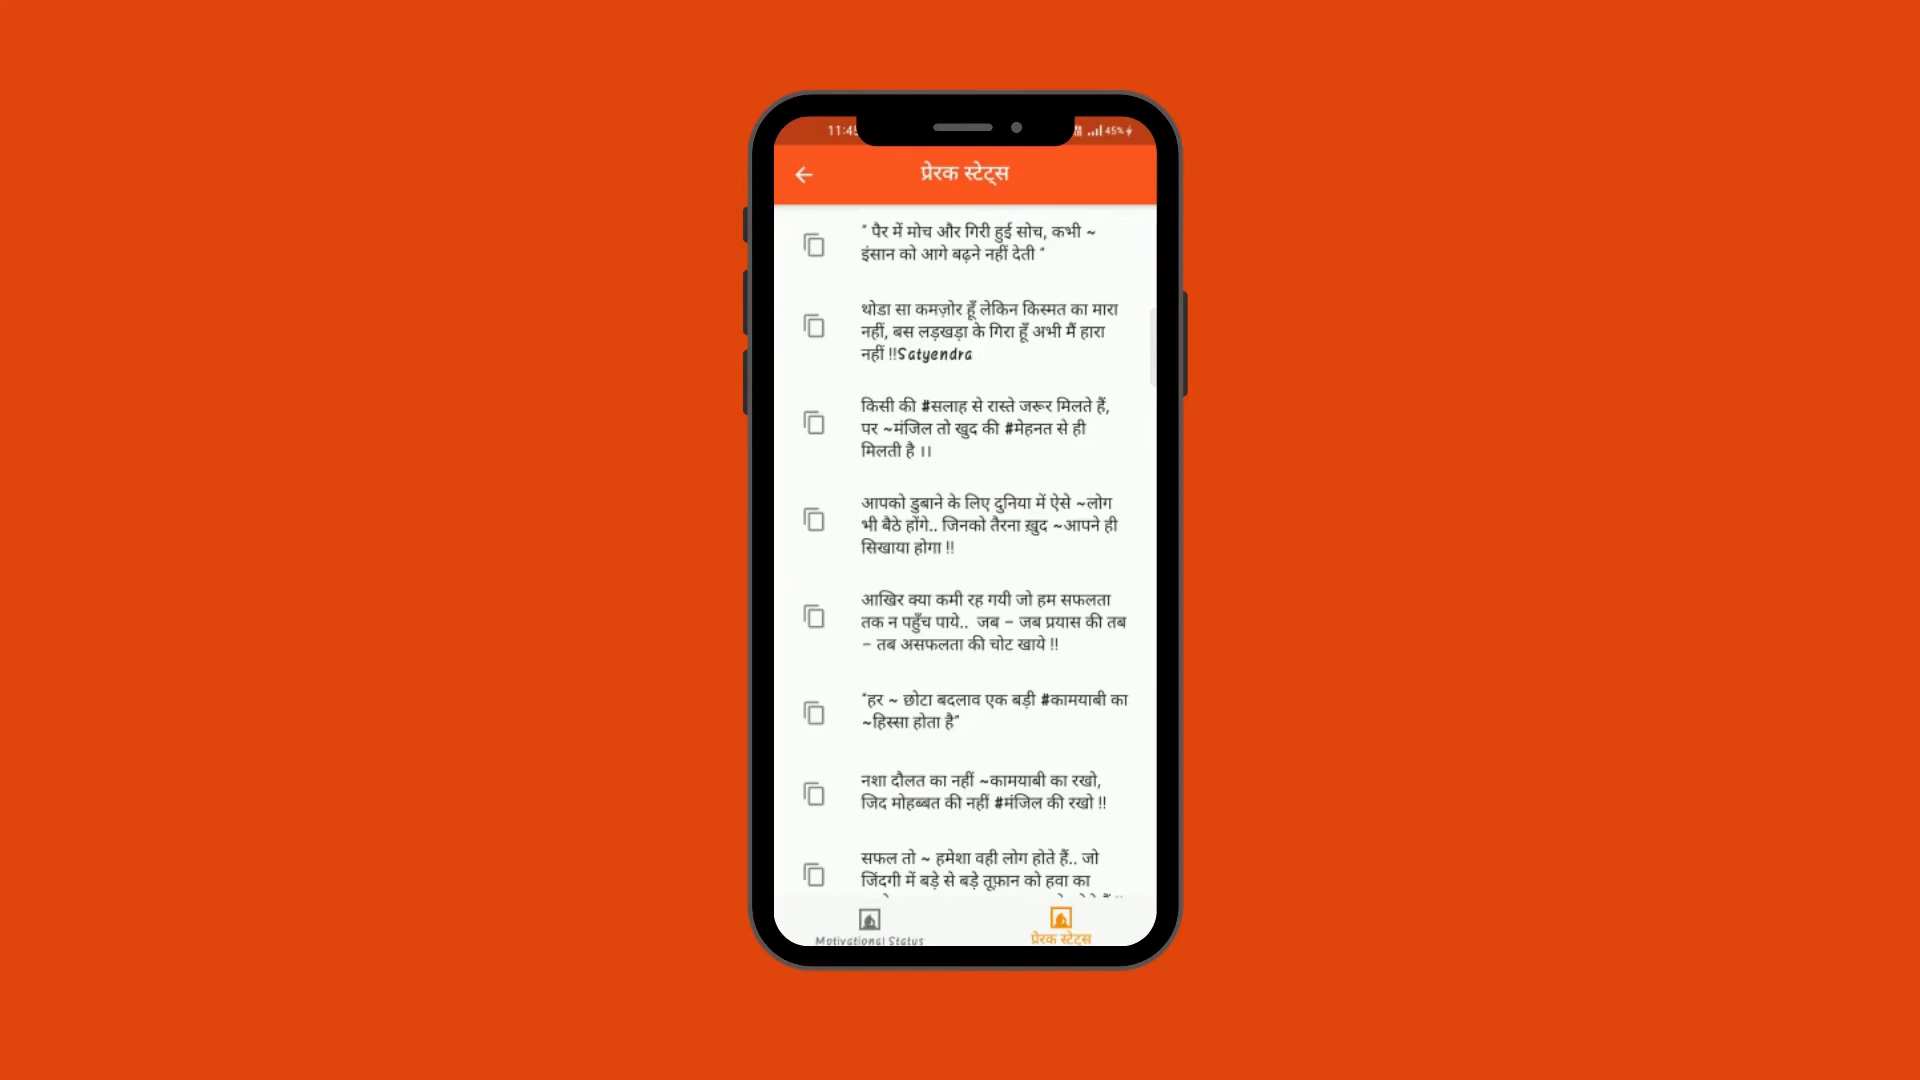 11:45
45%
प्रेरक स्टेट्स
" पैर में मोच और गिरी हुई सोच, कभी ~
इंसान को आगे बढ़ने नहीं देती "
थोडा सा कमज़ोर हूँ लेकिन किस्मत का मारा
नहीं, बस लड़खड़ा के गिरा हूँ अभी मैं हारा
नहीं !!Satyendra
किसी की #सलाह से रास्ते जरूर मिलते हैं,
पर ~मंजिल तो खुद की #मेहनत से ही
मिलती है ।।
आपको डुबाने के लिए दुनिया में ऐसे ~लोग
भी बैठे होंगे.. जिनको तैरना ख़ुद ~आपने ही
सिखाया होगा !!
आखिर क्या कमी रह गयी जो हम सफलता
तक न पहुँच पाये.. जब – जब प्रयास की तब
– तब असफलता की चोट खाये !!
"हर ~ छोटा बदलाव एक बड़ी #कामयाबी का
~हिस्सा होता है"
नशा दौलत का नहीं ~कामयाबी का रखो,
जिद मोहब्बत की नहीं #मंजिल की रखो !!
सफल तो ~ हमेशा वही लोग होते हैं.. जो
जिंदगी में बड़े से बड़े तूफ़ान को हवा का
Motivational Status
प्रेरक स्टेट्स